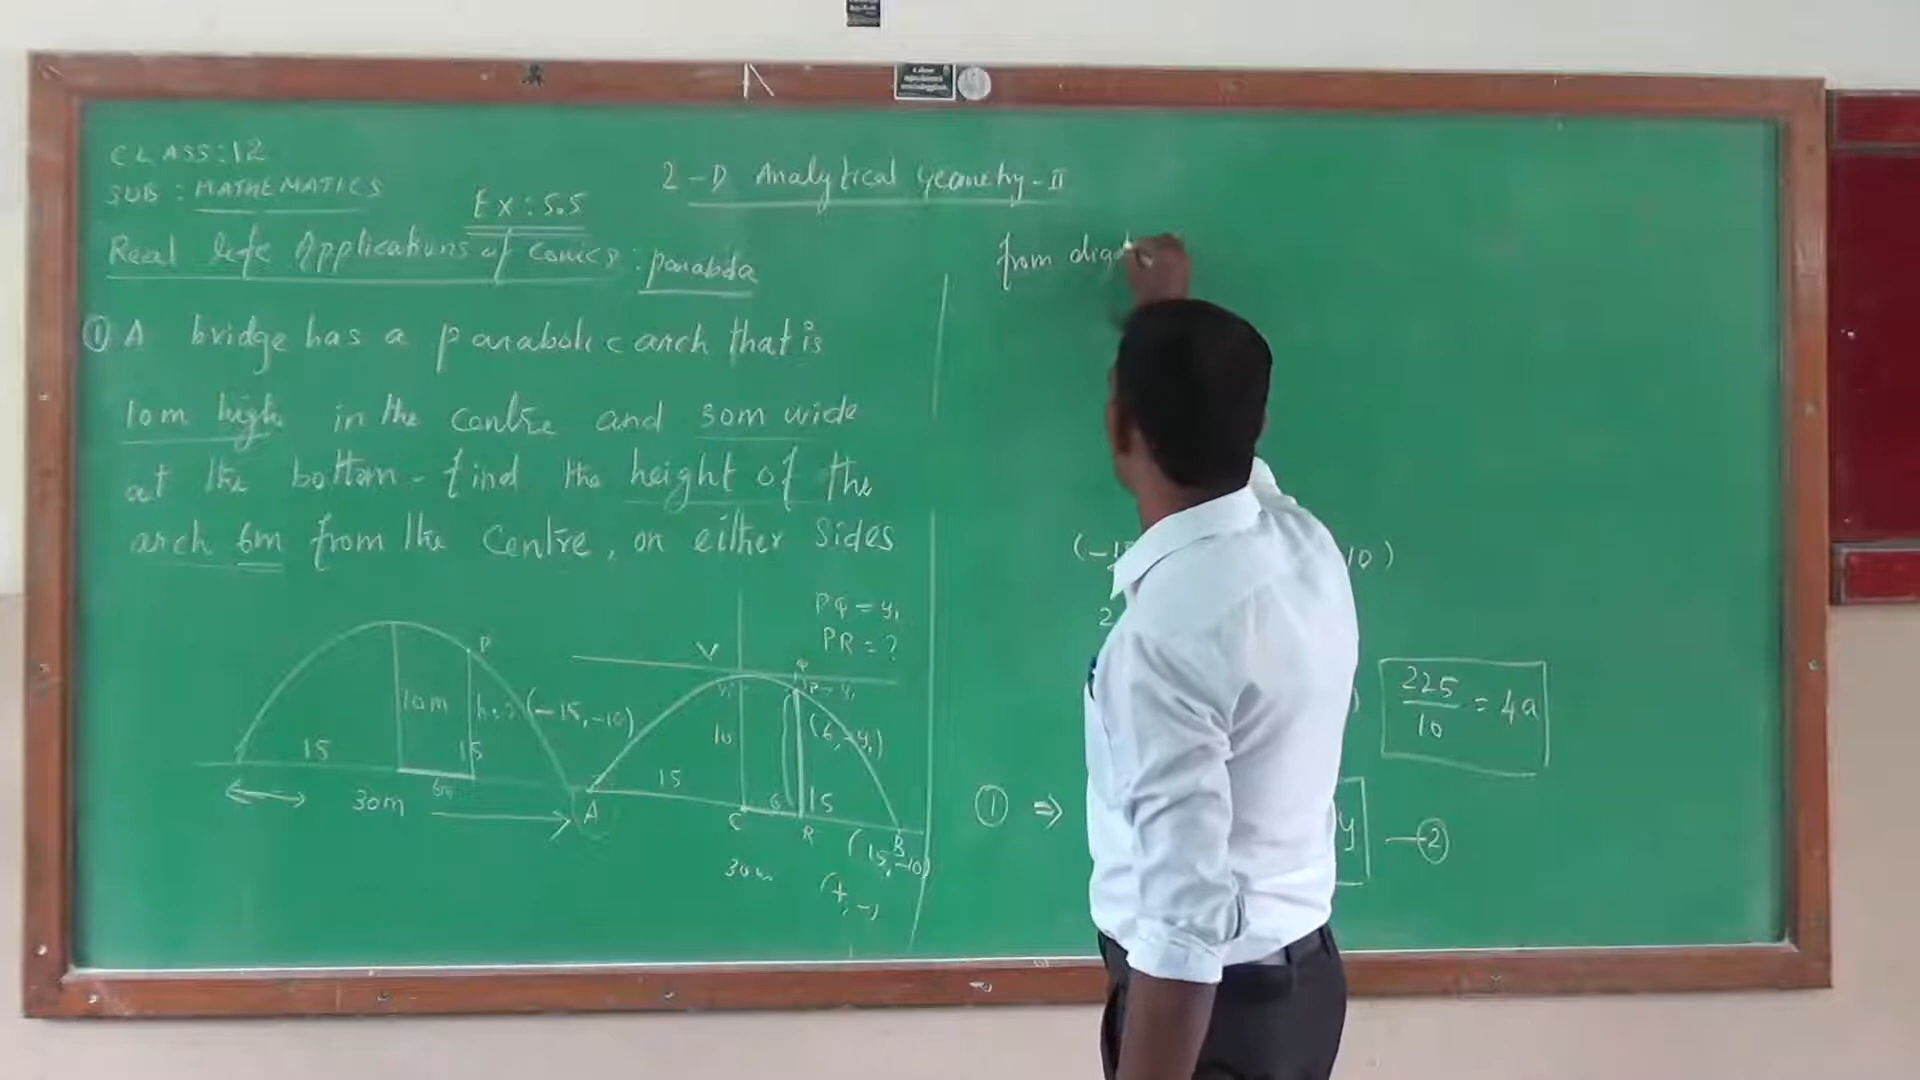 CLASS:12
SUB : MATHEMATICS
Ex: 5.5
2-D Analytical Geometry-II
Real life Applications of Conics : parabola
① A bridge has a parabolic arch that is
10m high in the centre and 30m wide
at the bottom. find the height of the
arch 6m from the centre, on either sides
PQ = y₁
PR = ?
P
10m
h = ?
15
15
6m
30m
(-15, -10)
V
10
15
(6, -y₁)
6
15
A
C
R
B
(15, -10)
30m
(+, -)
from
10)
225/10 = 4a
① ⇒
y
—②